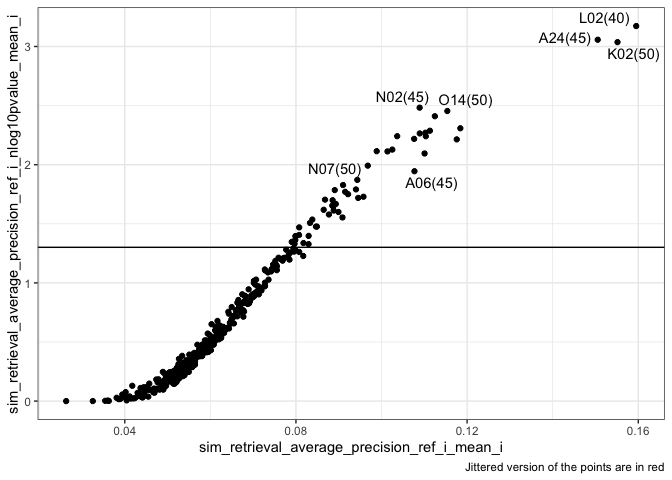 sim_retrieval_average_precision_ref_i_nlog10pvalue_mean_i
3
2
1
0
L02(40)
A24(45)
K02(50)
N02(45)
O14(50)
N07(50)
A06(45)
0.04
0.08
0.12
0.16
sim_retrieval_average_precision_ref_i_mean_i
Jittered version of the points are in red